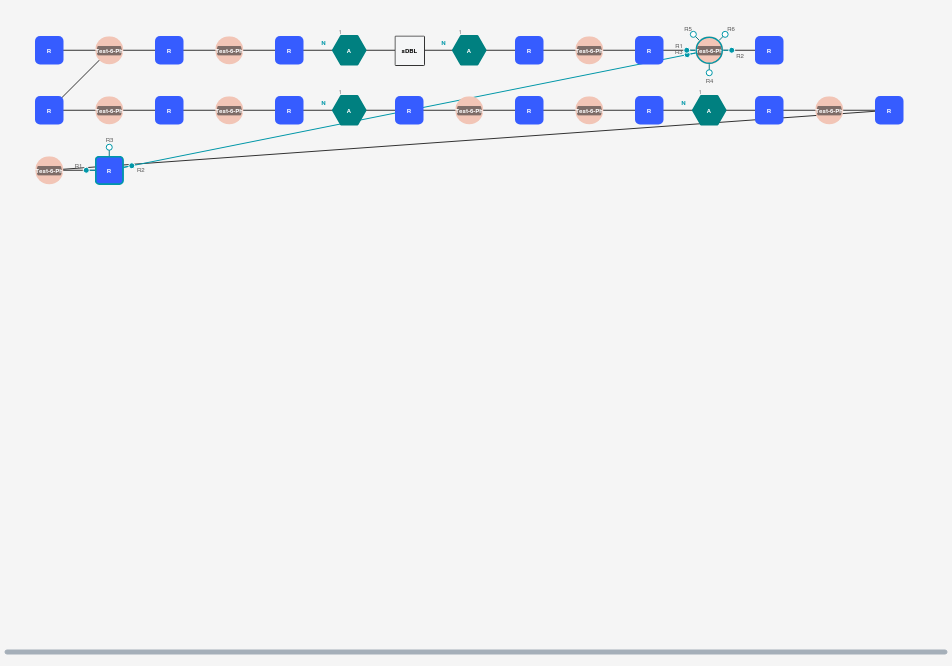 R5 R6
R Text-6-Ph R Text-6-Ph R N A sDBL N A R Text-6-Ph R R1 R3 Text-6-Ph R2 R
R4
R Text-6-Ph R Text-6-Ph R N A R Text-6-Ph R Text-6-Ph R N A R Text-6-Ph R
R3
Text-6-Ph R1 R R2